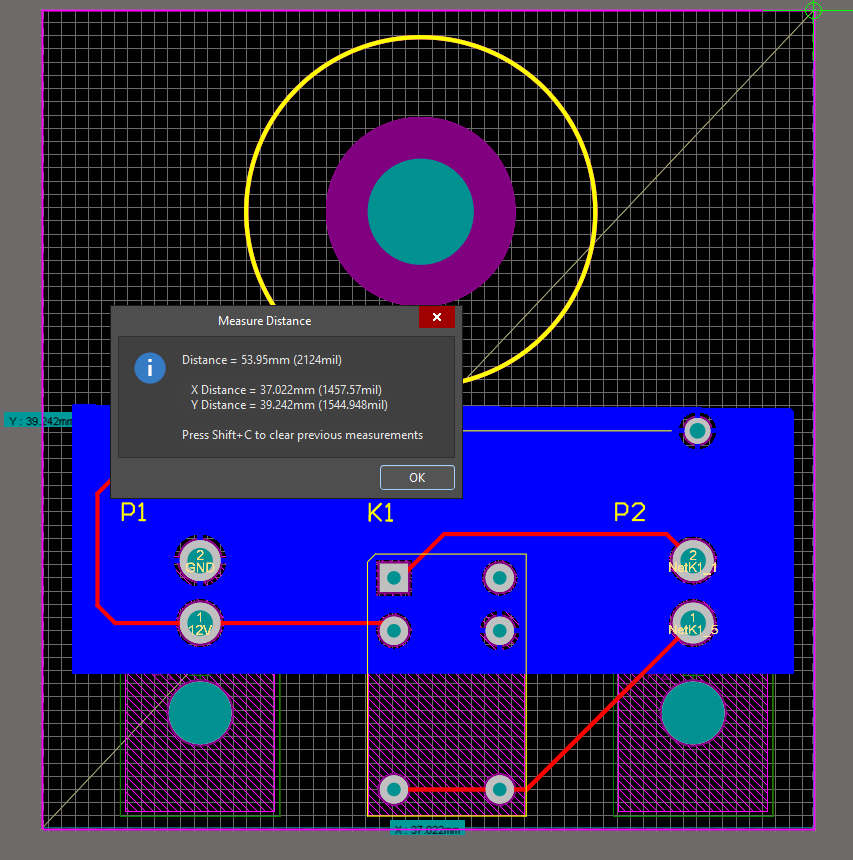 Measure Distance
Distance = 53.95mm (2124mil)
X Distance = 37.022mm (1457.57mil)
Y Distance = 39.242mm (1544.948mil)
Press Shift+C to clear previous measurements
Y : 39.242mm
OK
P1
K1
P2
2
GND
2
NetK1_1
1
12V
1
NetK1_5
X : 37.022mm